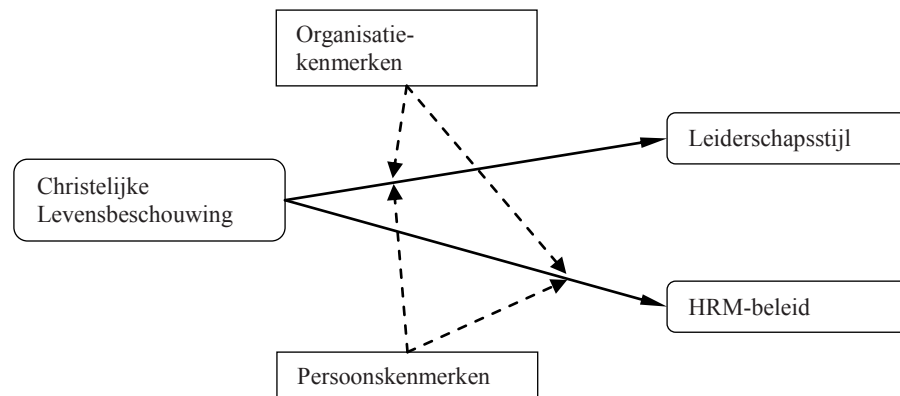 Organisatie-
kenmerken
Leiderschapsstijl
Christelijke
Levensbeschouwing
HRM-beleid
Persoonskenmerken